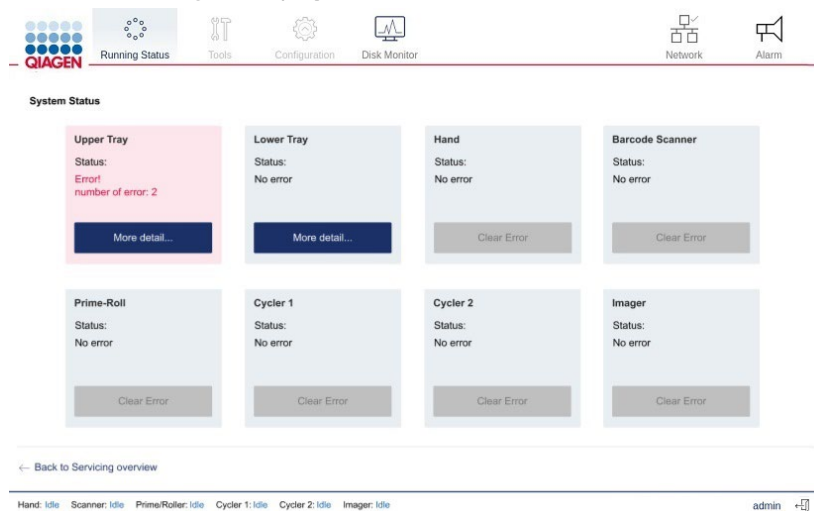 QIAGEN
Running Status
Tools
Configuration
Disk Monitor
Network
Alarm
System Status
Upper Tray
Status:
Error!
number of error: 2
More detail...
Lower Tray
Status:
No error
More detail...
Hand
Status:
No error
Clear Error
Barcode Scanner
Status:
No error
Clear Error
Prime-Roll
Status:
No error
Clear Error
Cycler 1
Status:
No error
Clear Error
Cycler 2
Status:
No error
Clear Error
Imager
Status:
No error
Clear Error
← Back to Servicing overview
Hand: Idle Scanner: Idle Prime/Roller: Idle Cycler 1: Idle Cycler 2: Idle Imager: Idle admin